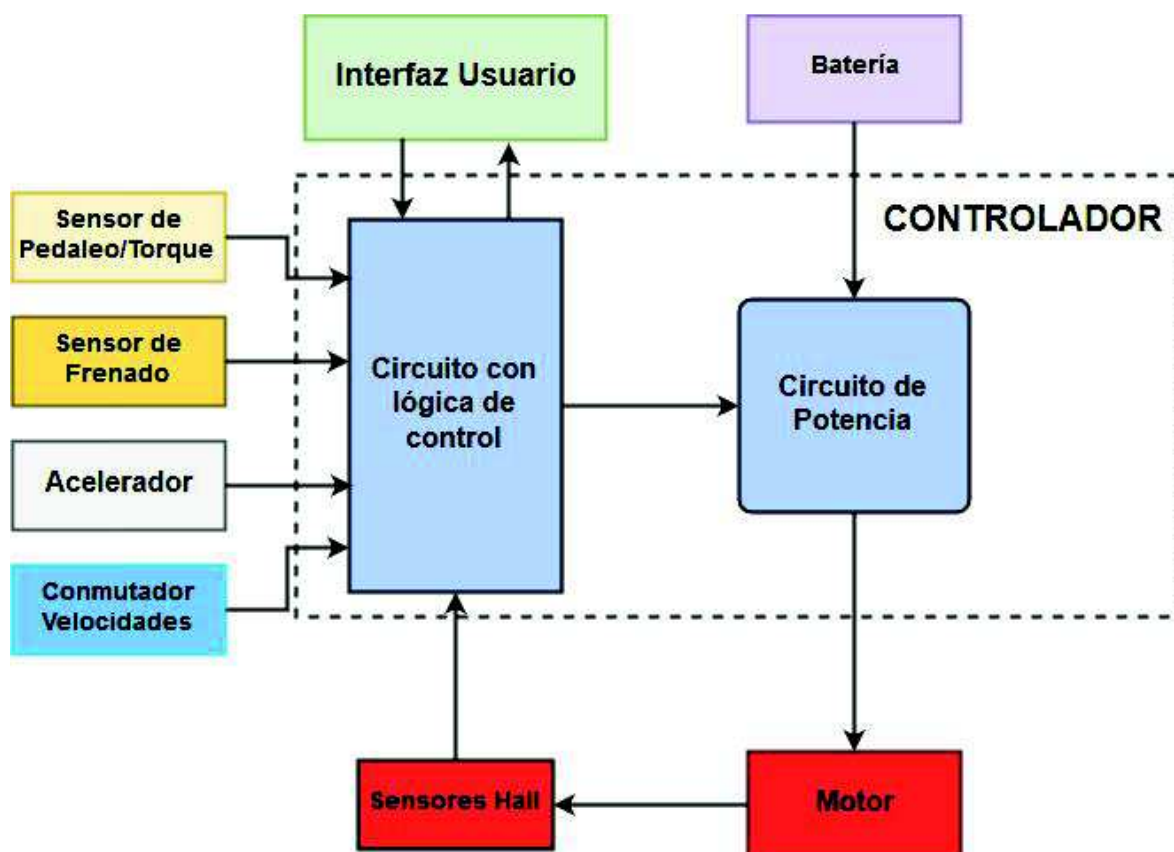 Interfaz Usuario
Batería
CONTROLADOR
Sensor de
Pedaleo/Torque
Sensor de
Frenado
Acelerador
Conmutador
Velocidades
Circuito con
lógica de
control
Circuito de
Potencia
Sensores Hall
Motor